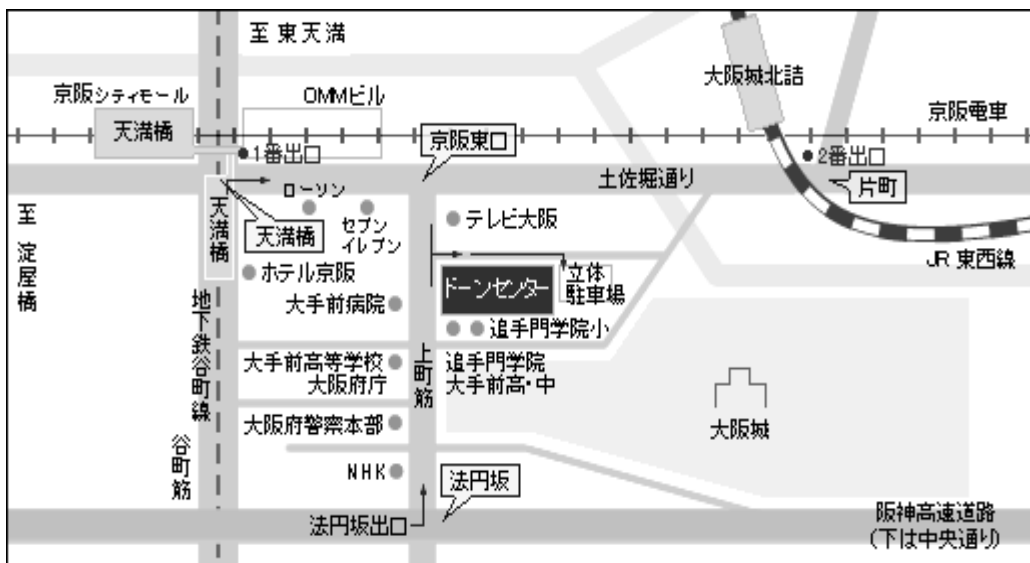 至 東天満
大阪城北詰
京阪シティモール
OMMビル
京阪電車
天満橋
京阪東口
1番出口
2番出口
土佐堀通り
片町
至 淀屋橋
天満橋
ローソン
セブン
イレブン
天満橋
テレビ大阪
JR 東西線
ホテル京阪
ドーンセンター
立体
駐車場
大手前病院
追手門学院小
地下鉄谷町線
大手前高等学校
大阪府庁
上町筋
追手門学院
大手前高・中
大阪府警察本部
大阪城
谷町筋
NHK
法円坂
法円坂出口
阪神高速道路
(下は中央通り)